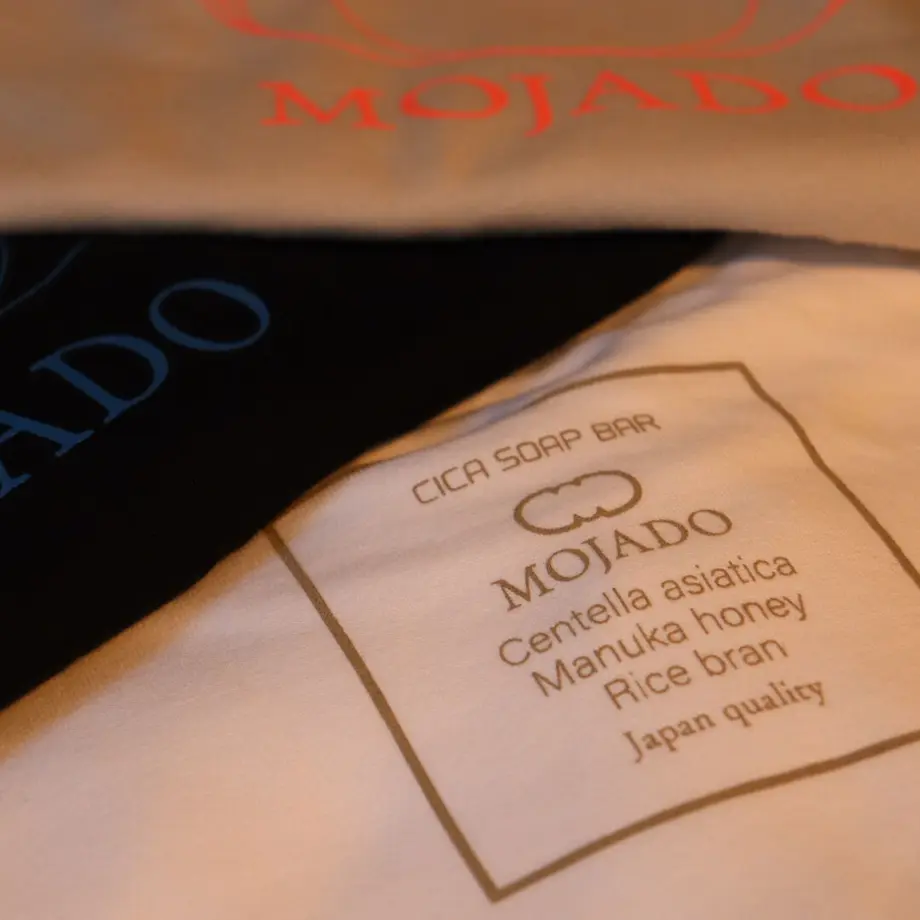 MOJADO
ADO
CICA SOAP BAR
MOJADO
Centella asiatica
Manuka honey
Rice bran
Japan quality